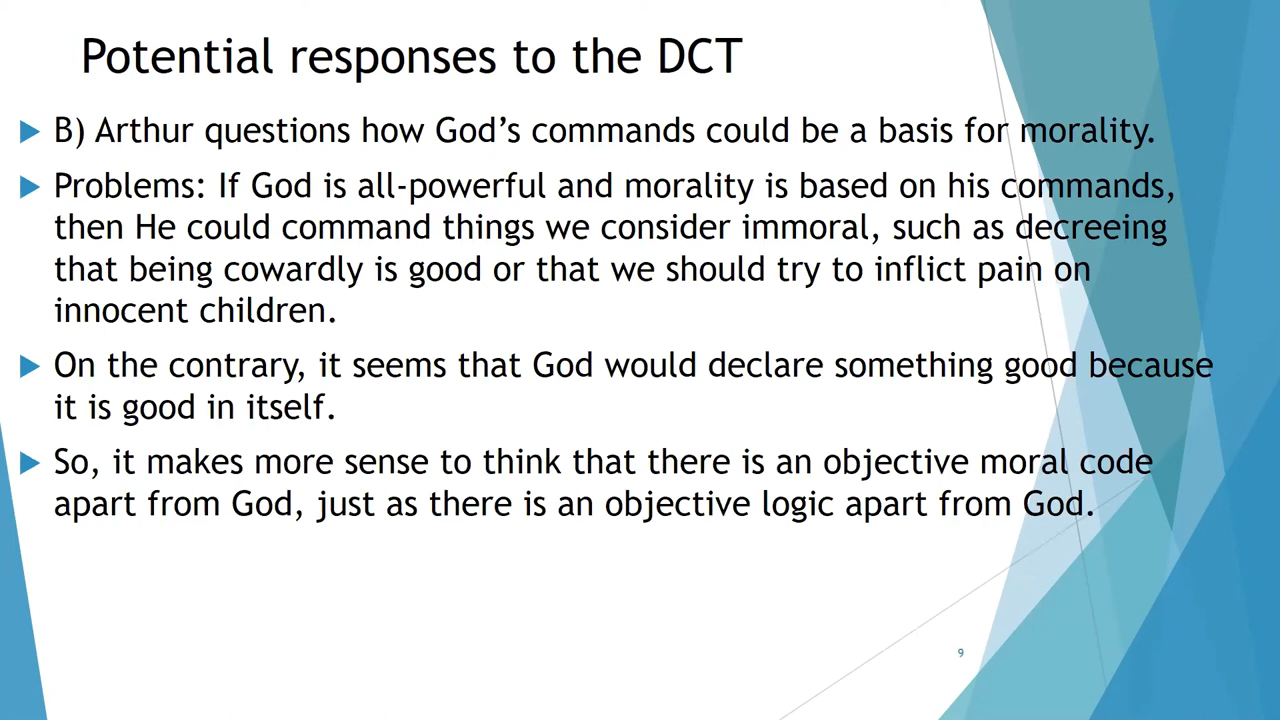 Potential responses to the DCT
B) Arthur questions how God's commands could be a basis for morality.
Problems: If God is all-powerful and morality is based on his commands,
then He could command things we consider immoral, such as decreeing
that being cowardly is good or that we should try to inflict pain on
innocent children.
On the contrary, it seems that God would declare something good because
it is good in itself.
So, it makes more sense to think that there is an objective moral code
apart from God, just as there is an objective logic apart from God.
9